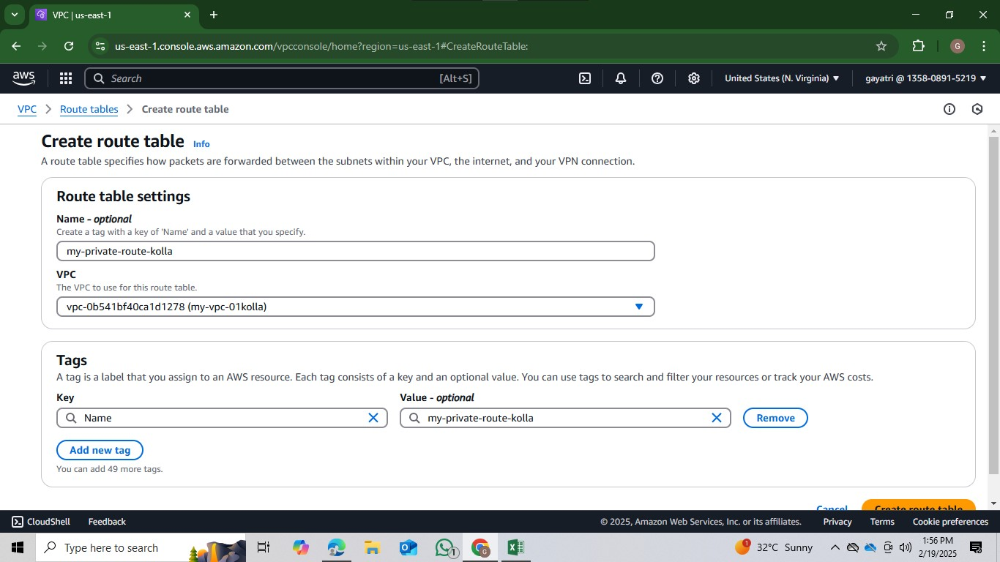 VPC | us-east-1
us-east-1.console.aws.amazon.com/vpcconsole/home?region=us-east-1#CreateRouteTable:
G
aws
Search
[Alt+S]
United States (N. Virginia)
gayatri @ 1358-0891-5219
VPC
Route tables
Create route table
Create route table
Info
A route table specifies how packets are forwarded between the subnets within your VPC, the internet, and your VPN connection.
Route table settings
Name - optional
Create a tag with a key of 'Name' and a value that you specify.
my-private-route-kolla
VPC
The VPC to use for this route table.
vpc-0b541bf40ca1d1278 (my-vpc-01kolla)
Tags
A tag is a label that you assign to an AWS resource. Each tag consists of a key and an optional value. You can use tags to search and filter your resources or track your AWS costs.
Key
Value - optional
Name
my-private-route-kolla
Remove
Add new tag
You can add 49 more tags.
Cancel
Create route table
CloudShell
Feedback
© 2025, Amazon Web Services, Inc. or its affiliates.
Privacy
Terms
Cookie preferences
Type here to search
1
G
1
32°C Sunny
1:56 PM
2/19/2025